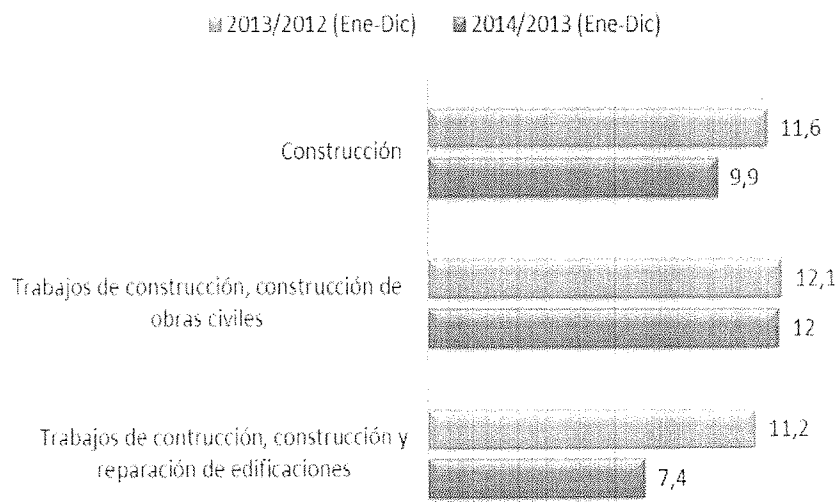 2013/2012 (Ene-Dic) 2014/2013 (Ene-Dic)
Construcción
11,6
9,9
Trabajos de construcción, construcción de
obras civiles
12,1
12
Trabajos de contrucción, construcción y
reparación de edificaciones
11,2
7,4